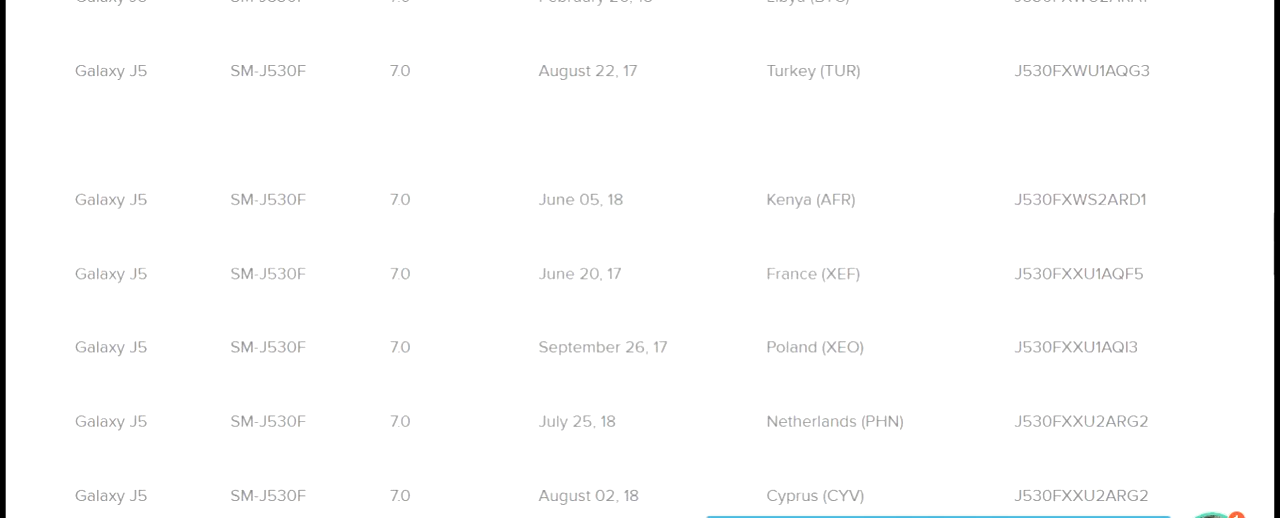 Galaxy J5 SM-J530F 7.0 August 22, 17 Turkey (TUR) J530FXWU1AQG3
Galaxy J5 SM-J530F 7.0 June 05, 18 Kenya (AFR) J530FXWS2ARD1
Galaxy J5 SM-J530F 7.0 June 20, 17 France (XEF) J530FXXU1AQF5
Galaxy J5 SM-J530F 7.0 September 26, 17 Poland (XEO) J530FXXU1AQI3
Galaxy J5 SM-J530F 7.0 July 25, 18 Netherlands (PHN) J530FXXU2ARG2
Galaxy J5 SM-J530F 7.0 August 02, 18 Cyprus (CYV) J530FXXU2ARG2